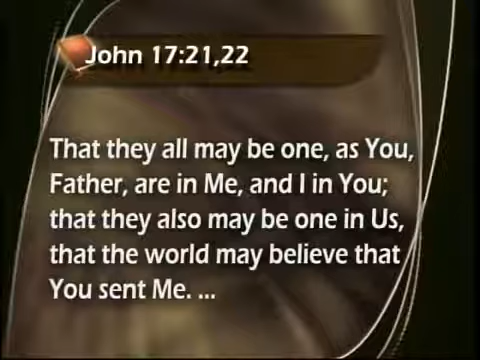 John 17:21,22
That they all may be one, as You,
Father, are in Me, and I in You;
that they also may be one in Us,
that the world may believe that
You sent Me. ...